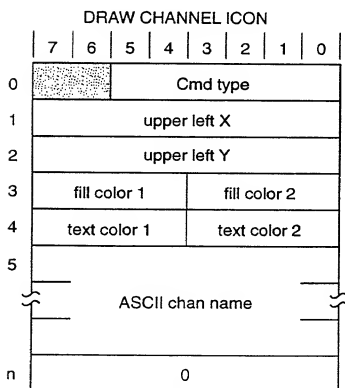 DRAW CHANNEL ICON
7 6 5 4 3 2 1 0
0 Cmd type
1 upper left X
2 upper left Y
3 fill color 1 fill color 2
4 text color 1 text color 2
5
ASCII chan name
n 0